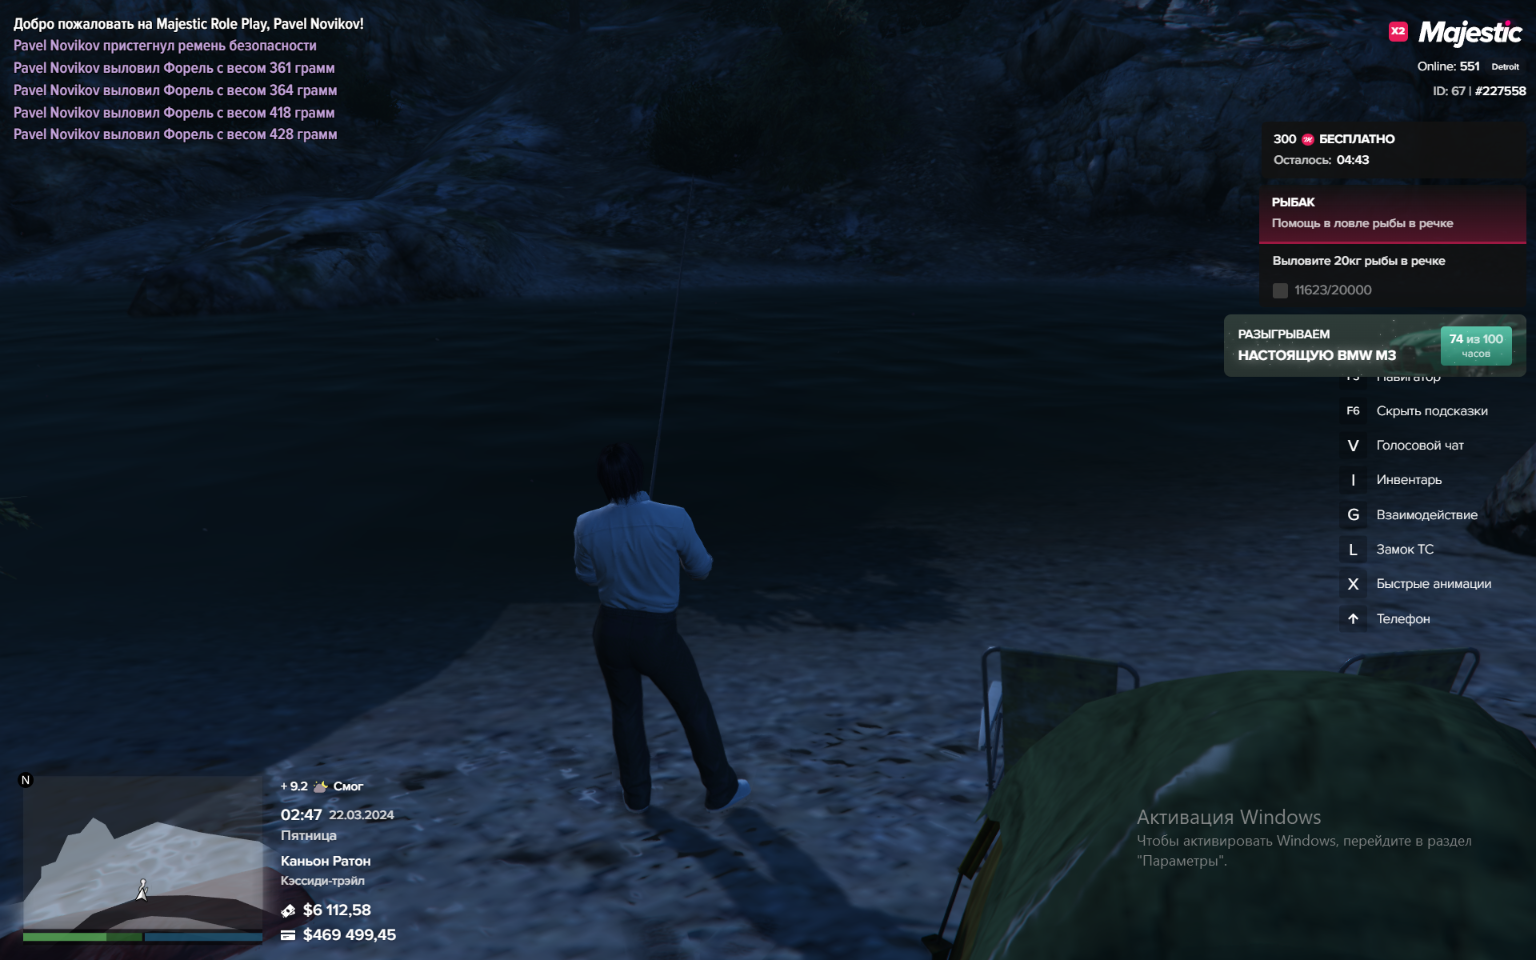 Добро пожаловать на Majestic Role Play, Pavel Novikov!
Pavel Novikov пристегнул ремень безопасности
Pavel Novikov выловил Форель с весом 361 грамм
Pavel Novikov выловил Форель с весом 364 грамм
Pavel Novikov выловил Форель с весом 418 грамм
Pavel Novikov выловил Форель с весом 428 грамм
X2 Majestic
Online: 551 Detroit
ID: 67 | #227558
300 БЕСПЛАТНО
Осталось: 04:43
РЫБАК
Помощь в ловле рыбы в речке
Выловите 20кг рыбы в речке
11623/20000
РАЗЫГРЫВАЕМ
НАСТОЯЩУЮ BMW M3
74 из 100
часов
Навигатор
F6 Скрыть подсказки
V Голосовой чат
I Инвентарь
G Взаимодействие
L Замок ТС
X Быстрые анимации
↑ Телефон
N
+ 9.2 Смог
02:47 22.03.2024
Пятница
Каньон Ратон
Кэссиди-трэйл
$6 112,58
$469 499,45
Активация Windows
Чтобы активировать Windows, перейдите в раздел
"Параметры".